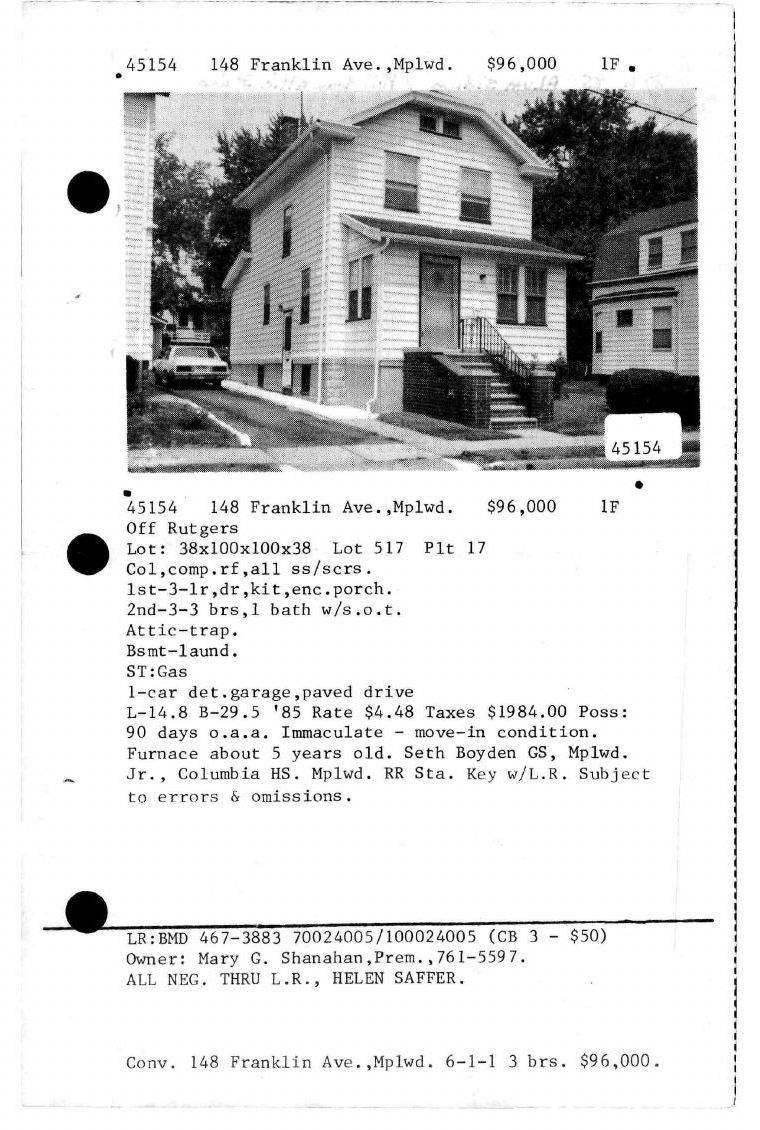 45154 148 Franklin Ave.,Mplwd. $96,000 1F
45154
45154 148 Franklin Ave.,Mplwd. $96,000 1F
Off Rutgers
Lot: 38x100x100x38 Lot 517 Plt 17
Col,comp.rf,all ss/scrs.
1st-3-lr,dr,kit,enc.porch.
2nd-3-3 brs,1 bath w/s.o.t.
Attic-trap.
Bsmt-laund.
ST:Gas
1-car det.garage,paved drive
L-14.8 B-29.5 '85 Rate $4.48 Taxes $1984.00 Poss:
90 days o.a.a. Immaculate - move-in condition.
Furnace about 5 years old. Seth Boyden GS, Mplwd.
Jr., Columbia HS. Mplwd. RR Sta. Key w/L.R. Subject
to errors & omissions.
LR:BMD 467-3883 70024005/100024005 (CB 3 - $50)
Owner: Mary G. Shanahan,Prem.,761-5597.
ALL NEG. THRU L.R., HELEN SAFFER.
Conv. 148 Franklin Ave.,Mplwd. 6-1-1 3 brs. $96,000.